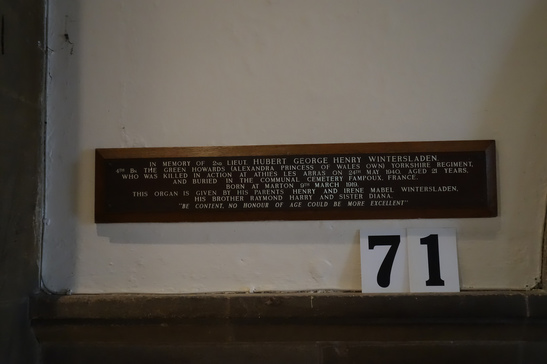 IN MEMORY OF 2ND LIEUT. HUBERT GEORGE HENRY WINTERSLADEN,
6TH BN THE GREEN HOWARDS (ALEXANDRA PRINCESS OF WALES OWN) YORKSHIRE REGIMENT,
WHO WAS KILLED IN ACTION AT ATHIES LES ARRAS ON 24TH MAY 1940, AGED 21 YEARS,
AND BURIED IN THE COMMUNAL CEMETERY FAMPOUX, FRANCE.
BORN AT MARTON 9TH MARCH 1919.
THIS ORGAN IS GIVEN BY HIS PARENTS HENRY AND IRENE MABEL WINTERSLADEN,
HIS BROTHER RAYMOND HARRY AND SISTER DIANA.
"BE CONTENT, NO HONOUR OF AGE COULD BE MORE EXCELLENT"
71